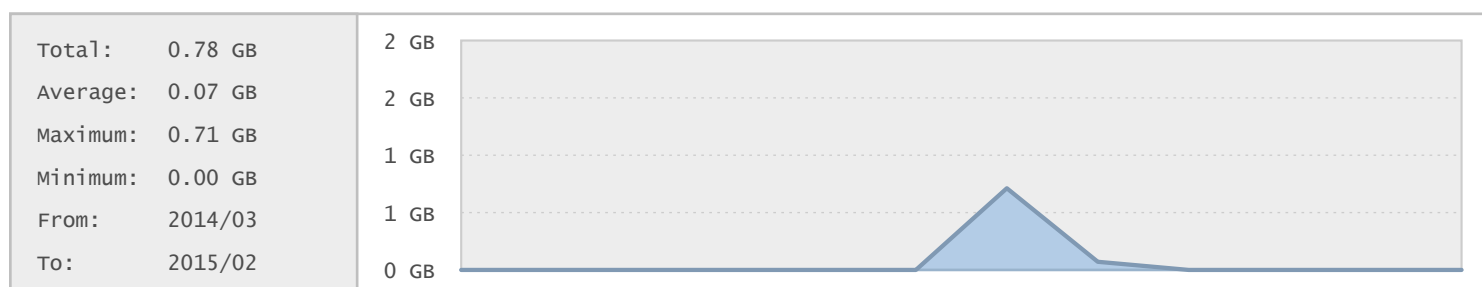 Total: 0.78 GB
Average: 0.07 GB
Maximum: 0.71 GB
Minimum: 0.00 GB
From: 2014/03
To: 2015/02
2 GB
2 GB
1 GB
1 GB
0 GB